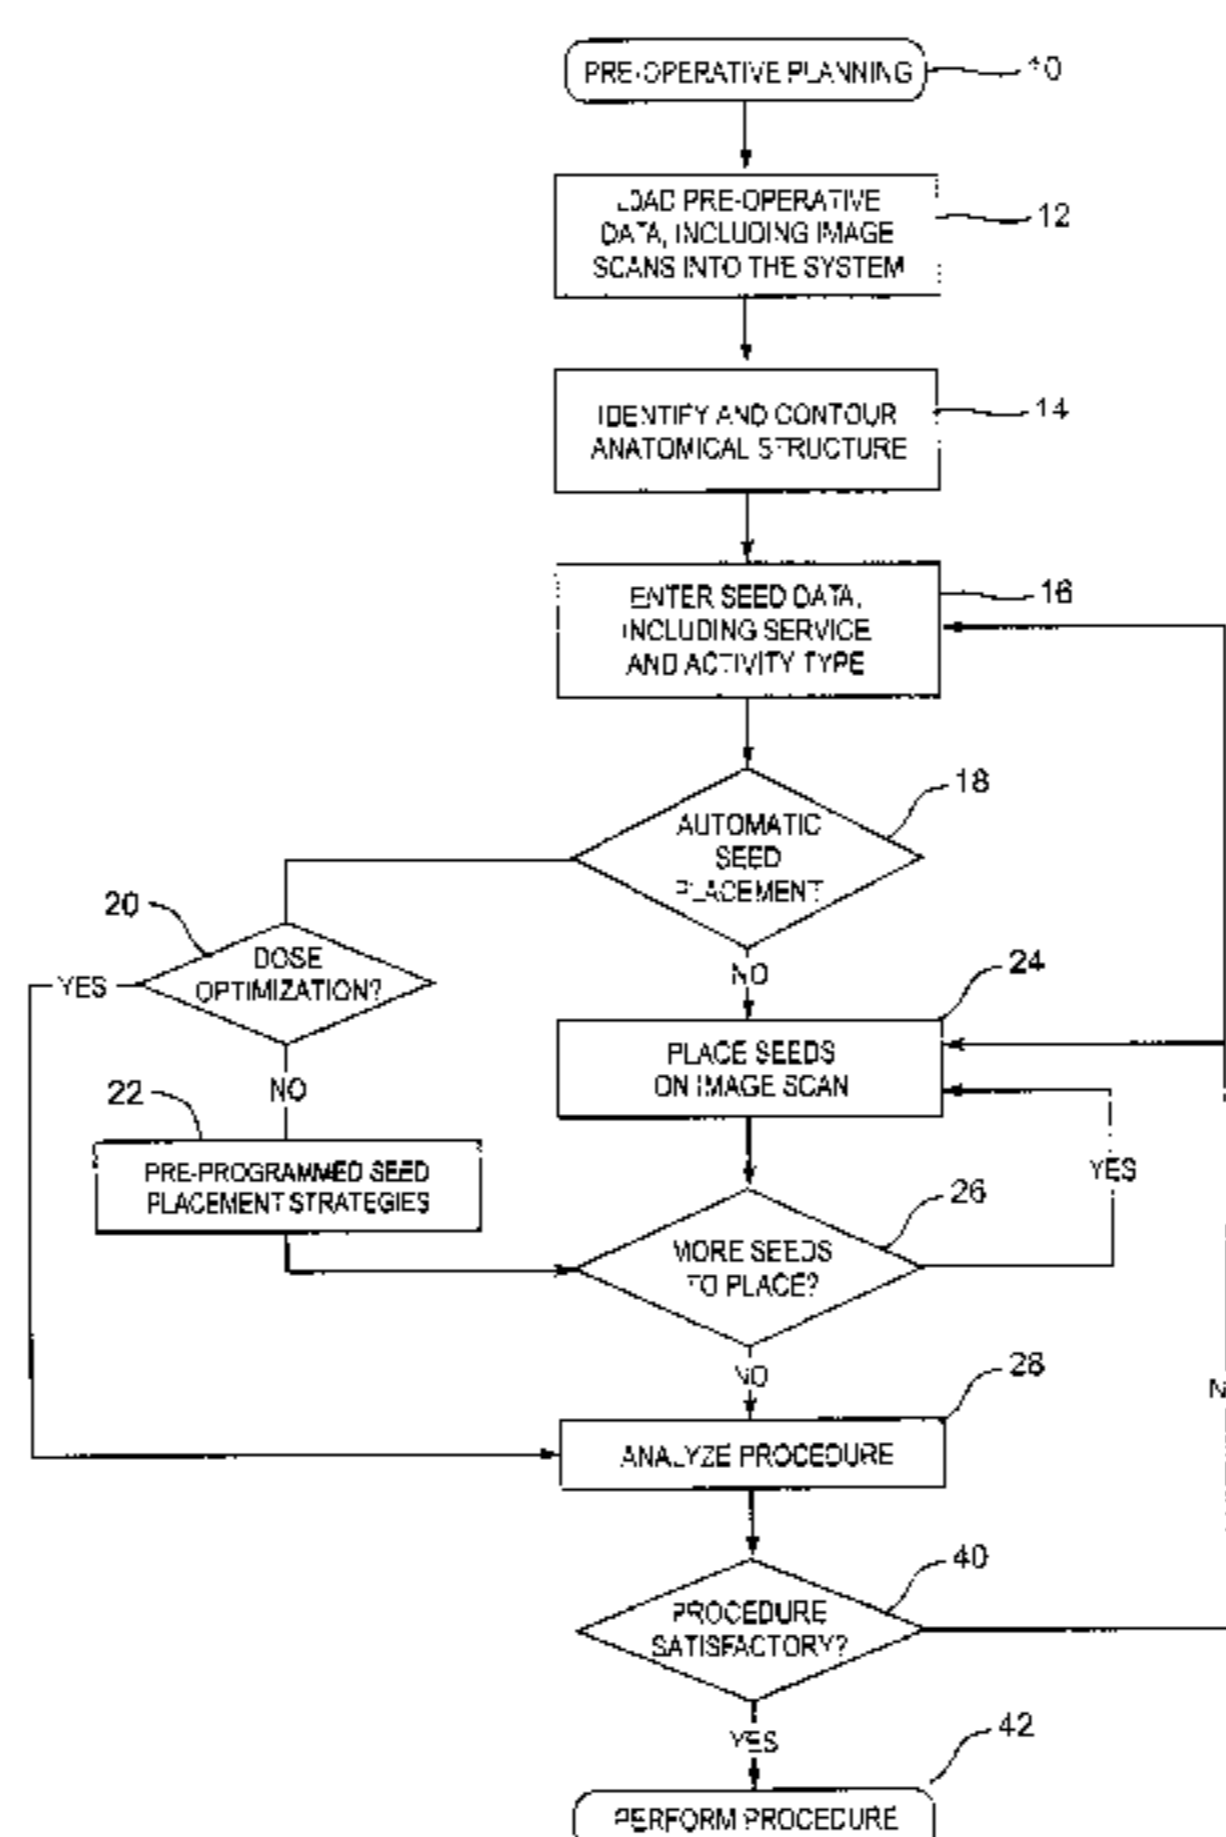 PRE-OPERATIVE PLANNING
10
LOAD PRE-OPERATIVE
DATA, INCLUDING IMAGE
SCANS INTO THE SYSTEM
12
IDENTIFY AND CONTOUR
ANATOMICAL STRUCTURE
14
ENTER SEED DATA,
INCLUDING SERVICE
AND ACTIVITY TYPE
16
AUTOMATIC
SEED
PLACEMENT
18
20
DOSE
OPTIMIZATION?
YES
NO
NO
24
PLACE SEEDS
ON IMAGE SCAN
22
PRE-PROGRAMMED SEED
PLACEMENT STRATEGIES
YES
26
MORE SEEDS
TO PLACE?
NO
28
N
ANALYZE PROCEDURE
40
PROCEDURE
SATISFACTORY?
YES
42
PERFORM PROCEDURE